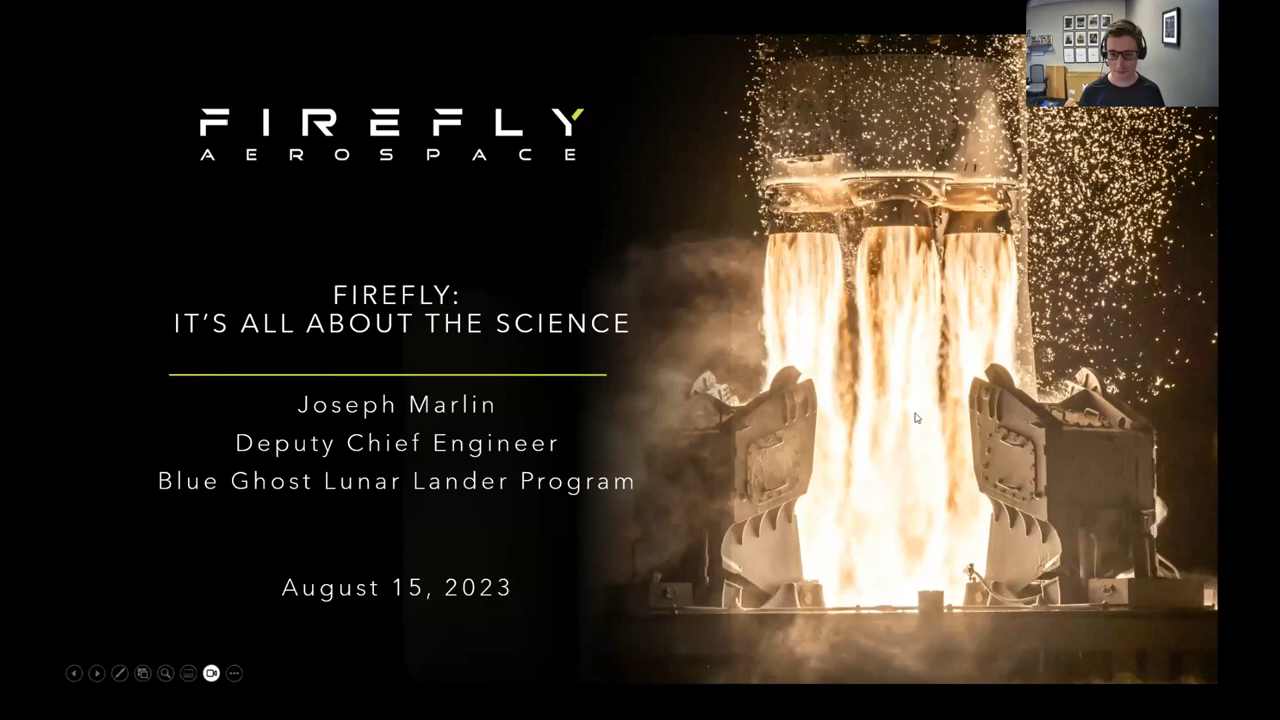 FIREFLY
AEROSPACE
FIREFLY:
IT'S ALL ABOUT THE SCIENCE
Joseph Marlin
Deputy Chief Engineer
Blue Ghost Lunar Lander Program
August 15, 2023